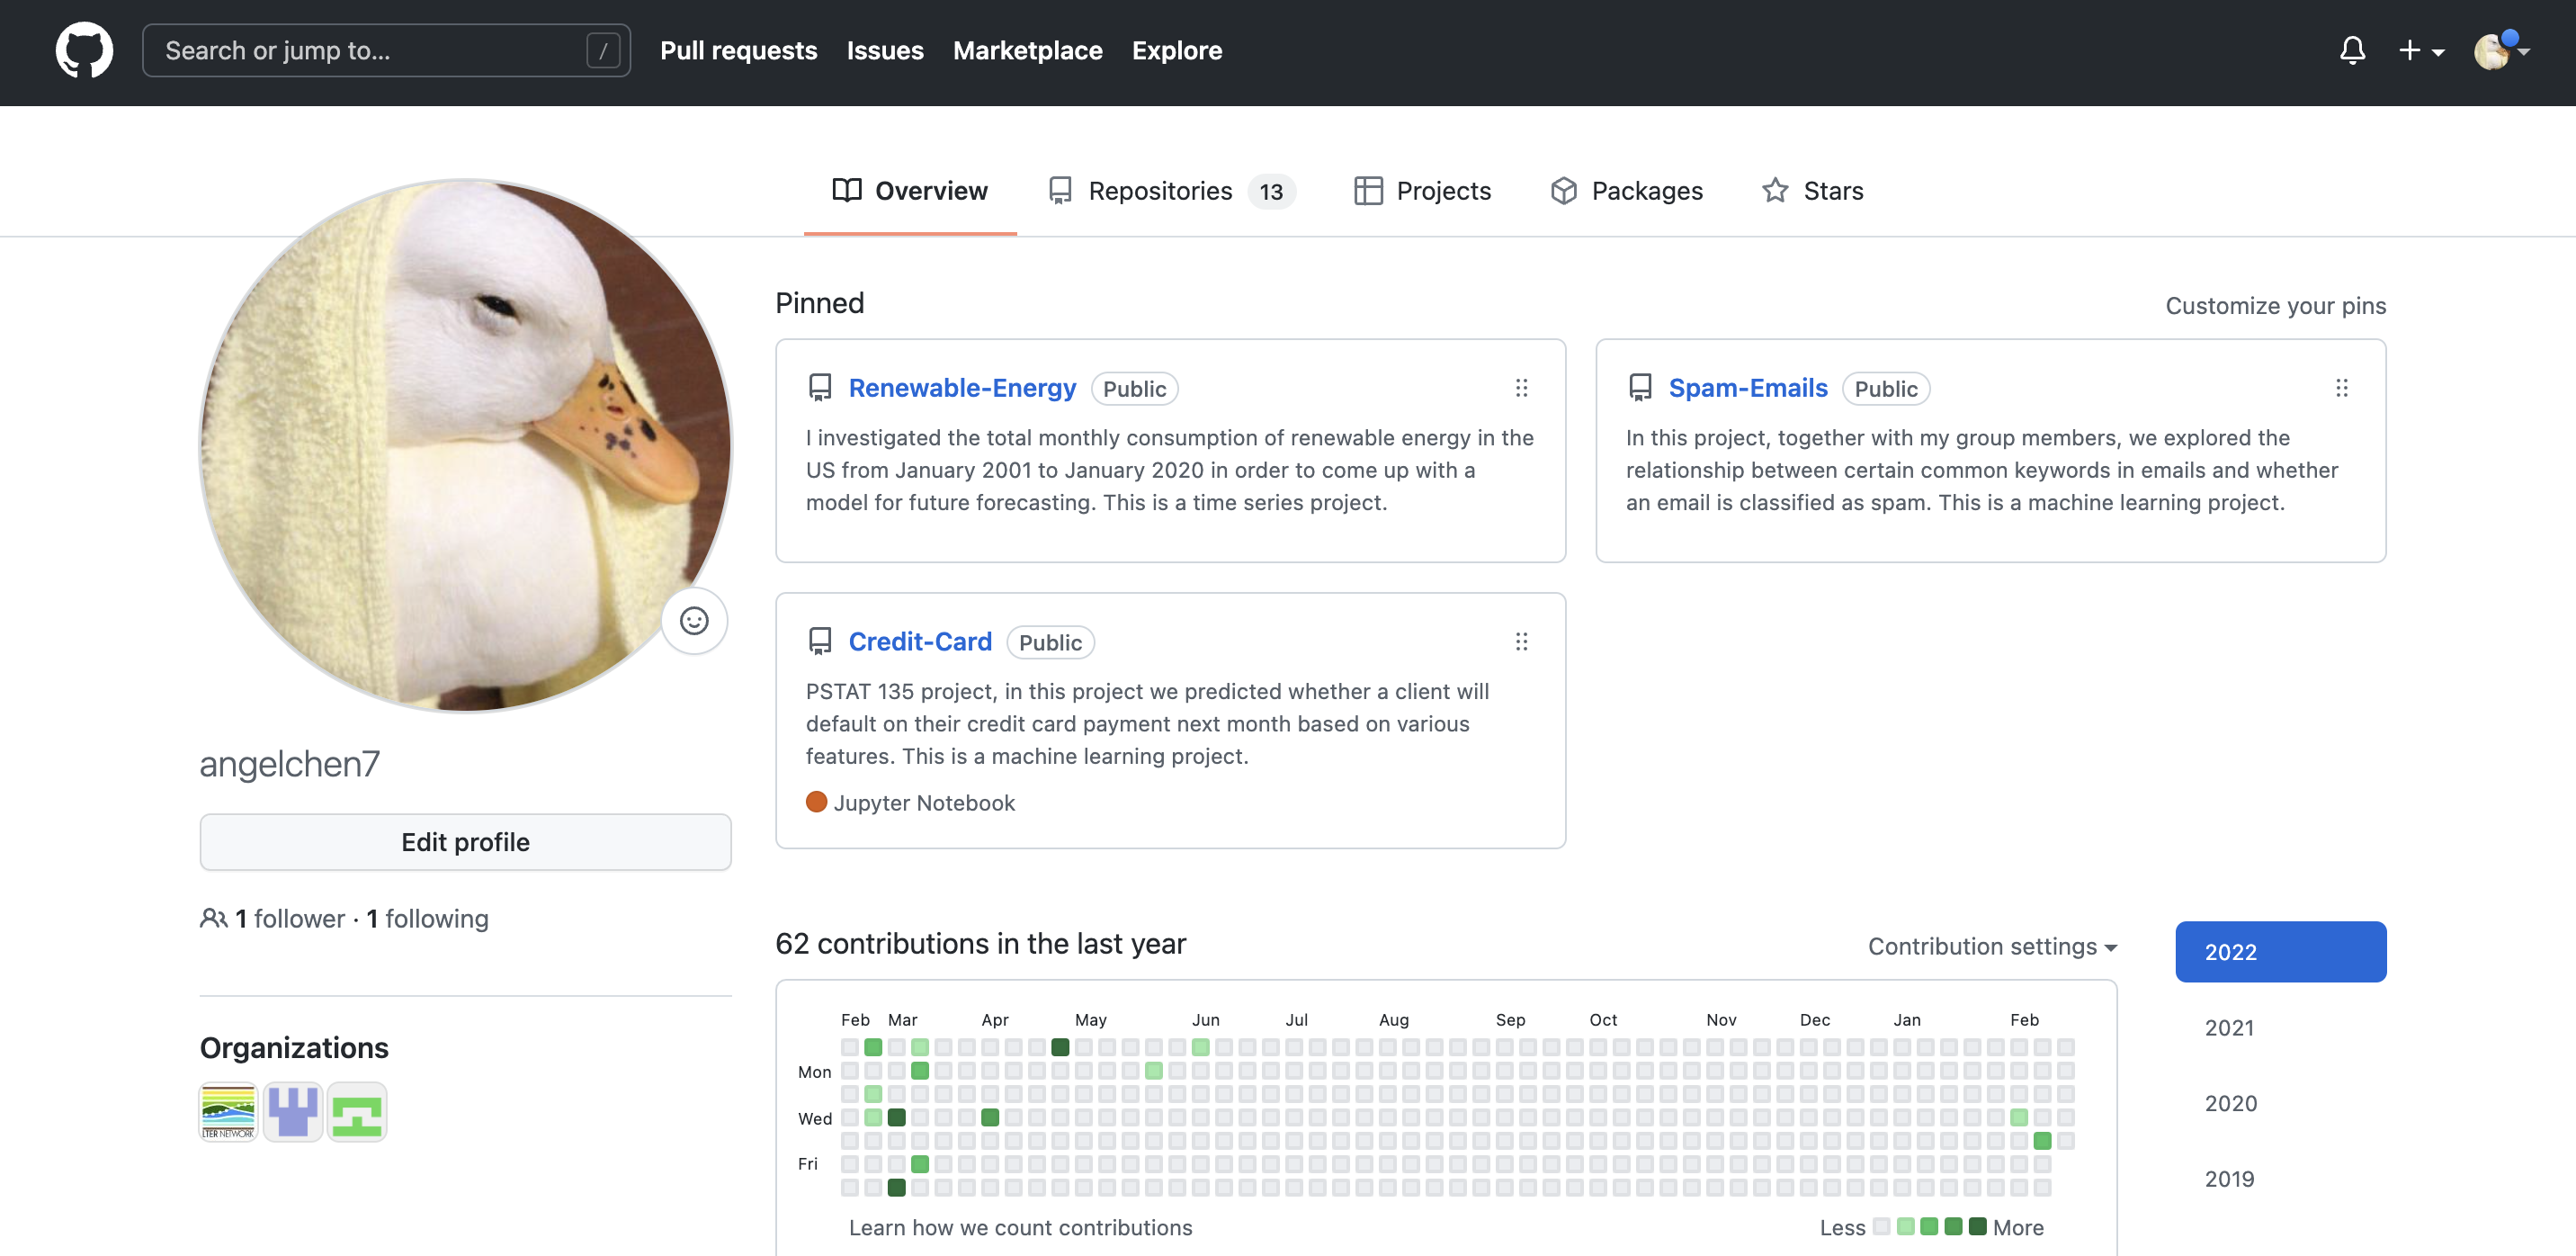 Search or jump to... /
Pull requests Issues Marketplace Explore
Overview Repositories 13 Projects Packages Stars
Pinned
Customize your pins
Renewable-Energy Public
I investigated the total monthly consumption of renewable energy in the
US from January 2001 to January 2020 in order to come up with a
model for future forecasting. This is a time series project.
Spam-Emails Public
In this project, together with my group members, we explored the
relationship between certain common keywords in emails and whether
an email is classified as spam. This is a machine learning project.
Credit-Card Public
PSTAT 135 project, in this project we predicted whether a client will
default on their credit card payment next month based on various
features. This is a machine learning project.
Jupyter Notebook
angelchen7
Edit profile
1 follower · 1 following
Organizations
LTER NETWORK
62 contributions in the last year
Contribution settings
Feb Mar Apr May Jun Jul Aug Sep Oct Nov Dec Jan Feb
Mon
Wed
Fri
Learn how we count contributions
Less More
2022
2021
2020
2019